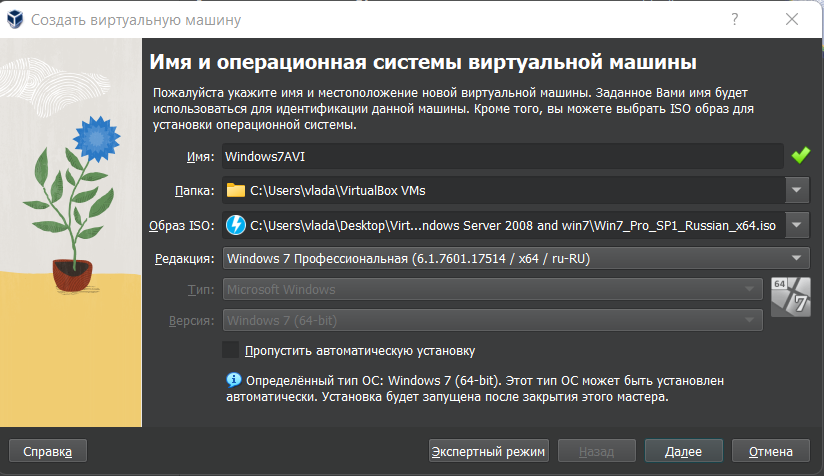 Создать виртуальную машину
?
Имя и операционная системы виртуальной машины
Пожалуйста укажите имя и местоположение новой виртуальной машины. Заданное Вами имя будет
использоваться для идентификации данной машины. Кроме того, вы можете выбрать ISO образ для
установки операционной системы.
Имя: Windows7AVI
Папка: C:\Users\vlada\VirtualBox VMs
Образ ISO: C:\Users\vlada\Desktop\Virt...ndows Server 2008 and win7\Win7_Pro_SP1_Russian_x64.iso
Редакция: Windows 7 Профессиональная (6.1.7601.17514 / x64 / ru-RU)
Тип: Microsoft Windows
64
7
Версия: Windows 7 (64-bit)
Пропустить автоматическую установку
Определённый тип ОС: Windows 7 (64-bit). Этот тип ОС может быть установлен
автоматически. Установка будет запущена после закрытия этого мастера.
Справка Экспертный режим Назад Далее Отмена